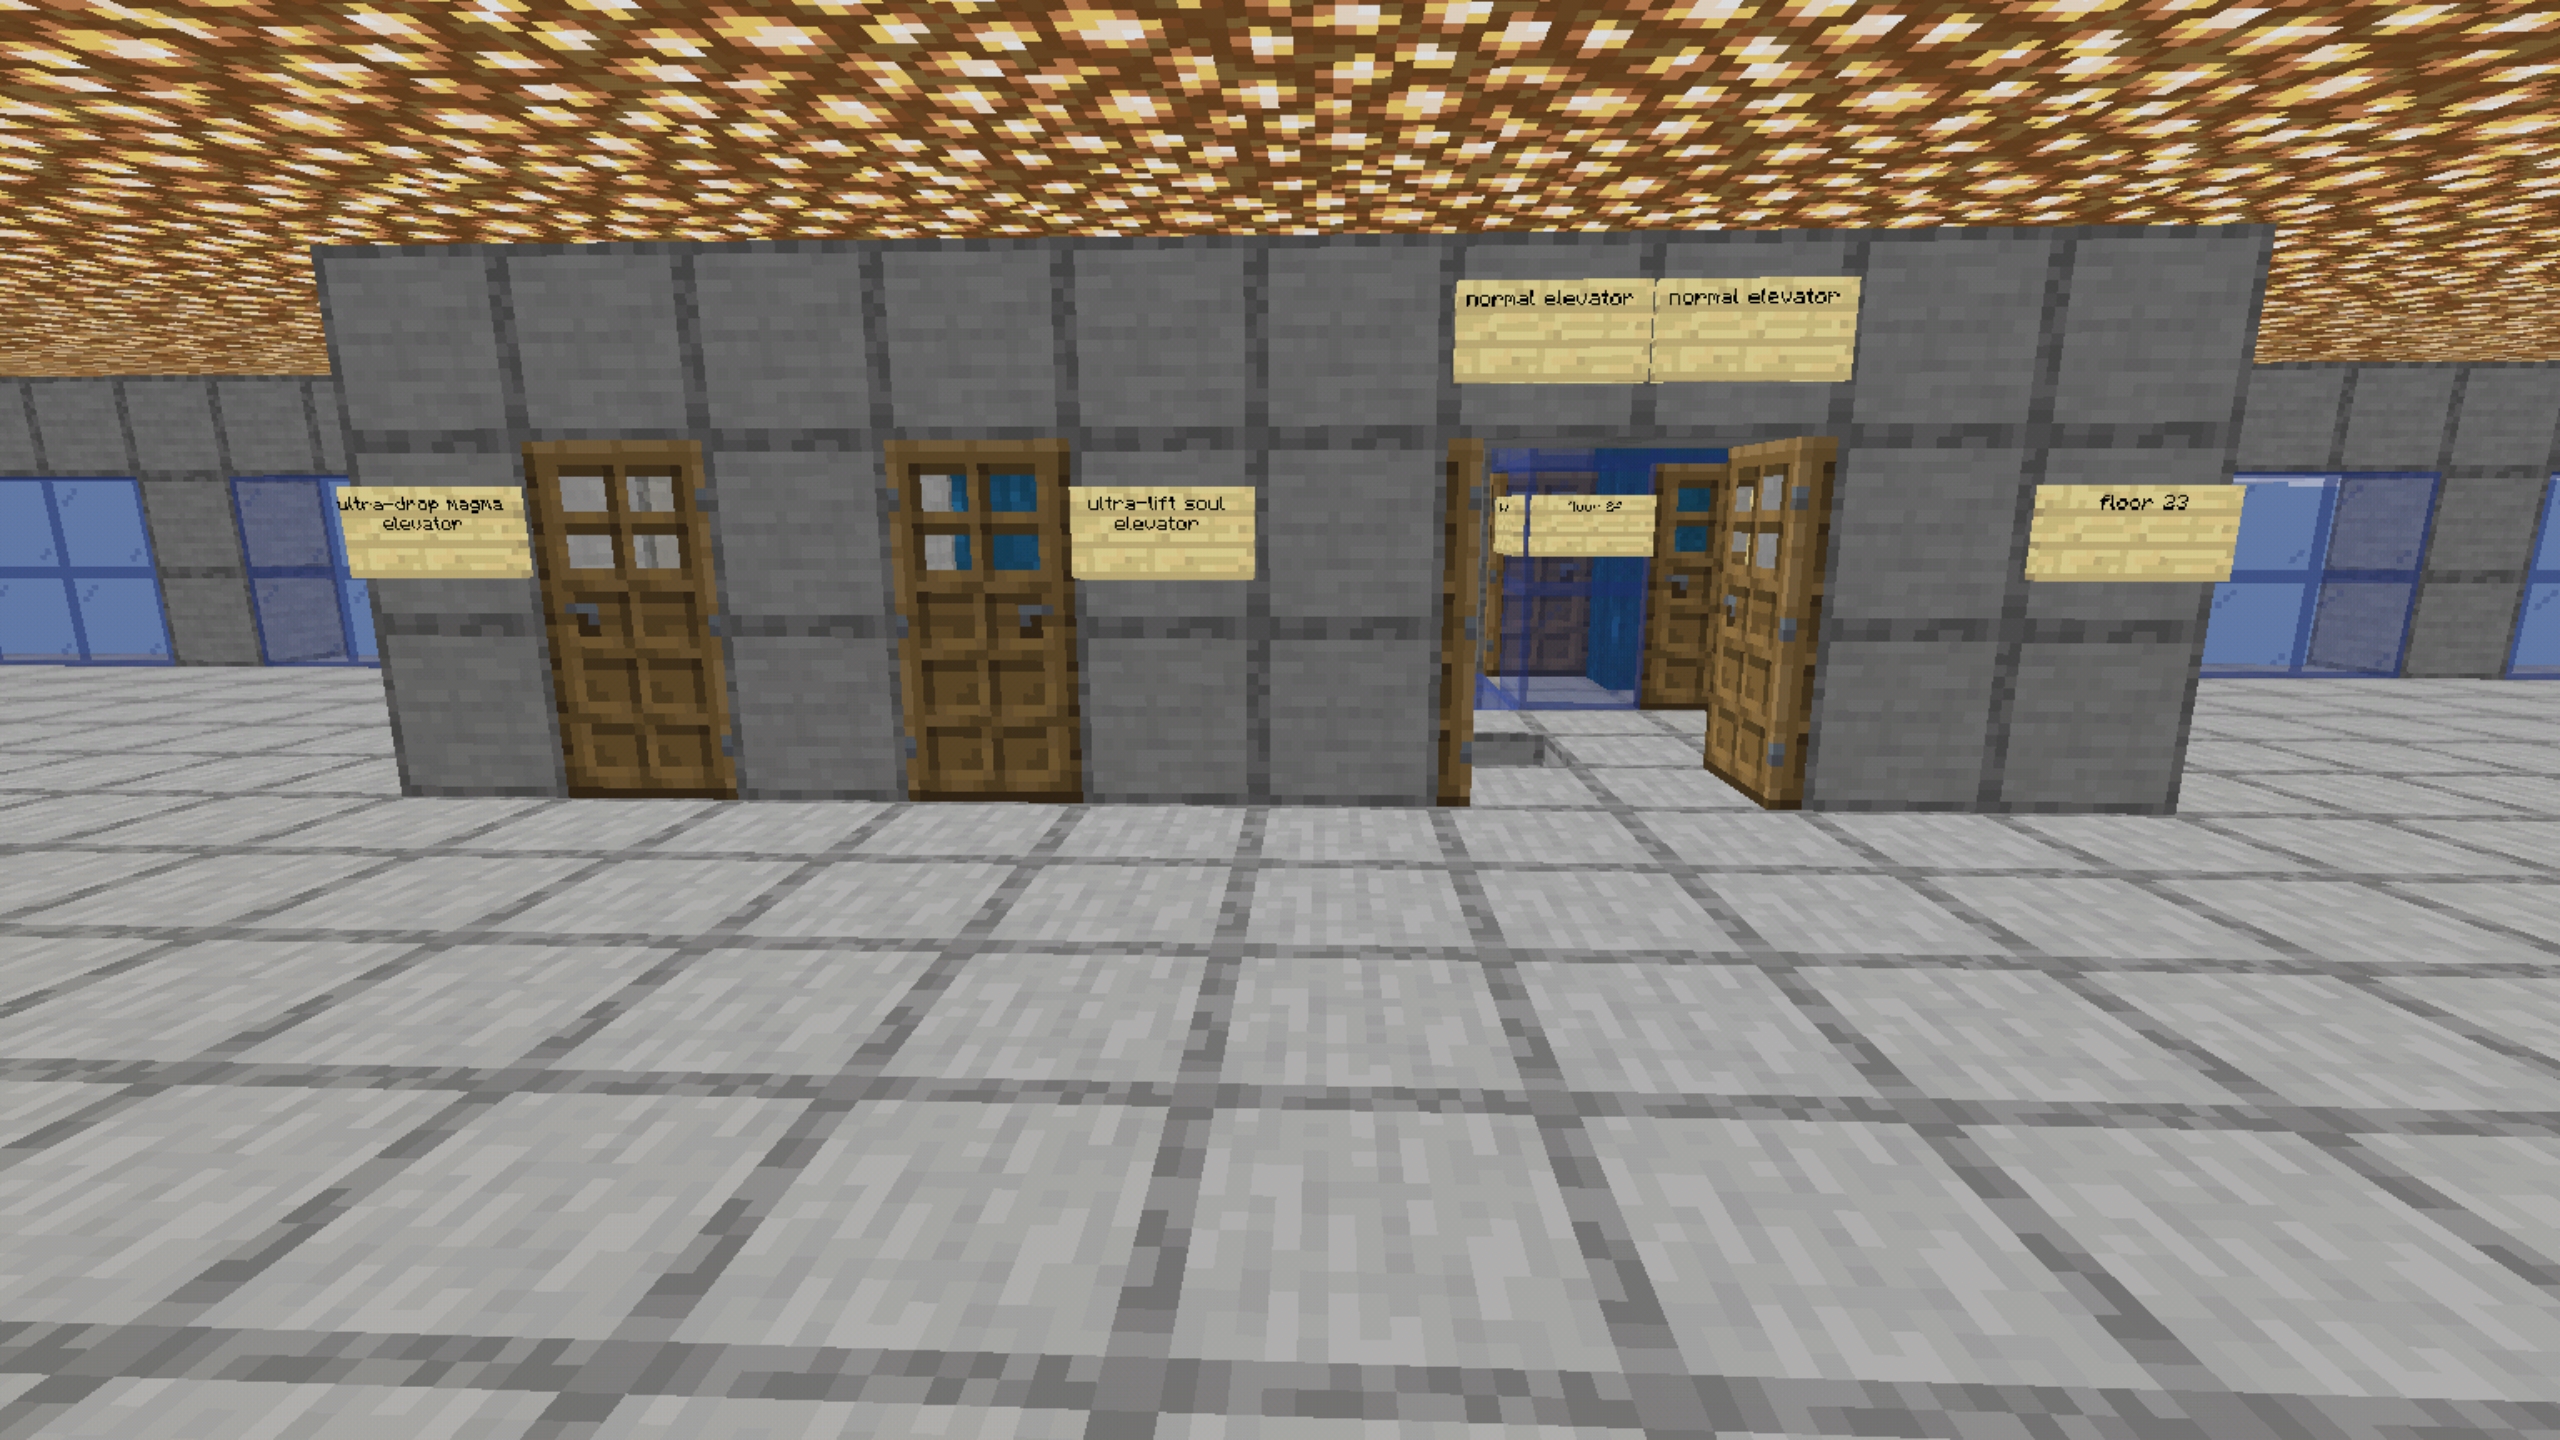 normal elevator
normal elevator
ultra-drop magma
elevator
ultra-lift soul
elevator
floor 23